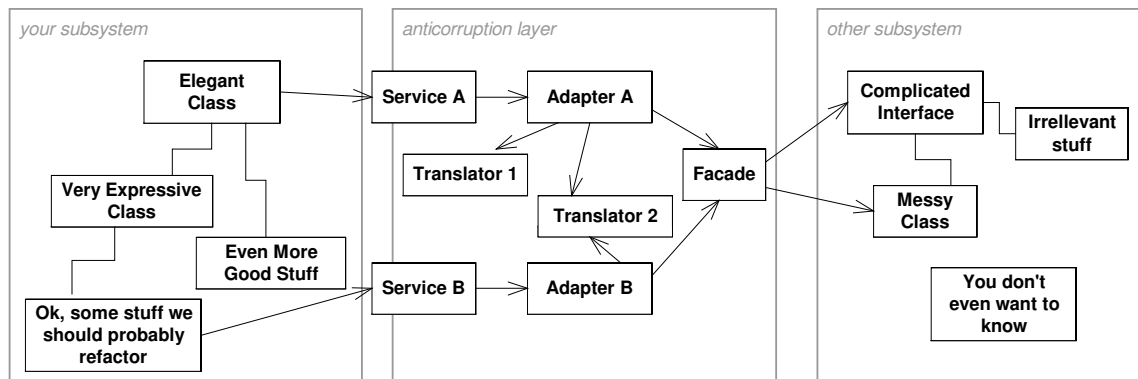 your subsystem
anticorruption layer
other subsystem
Elegant
Class
Service A
Adapter A
Complicated
Interface
Irrellevant
stuff
Translator 1
Facade
Very Expressive
Class
Translator 2
Messy
Class
Even More
Good Stuff
Service B
Adapter B
You don't
even want to
know
Ok, some stuff we
should probably
refactor